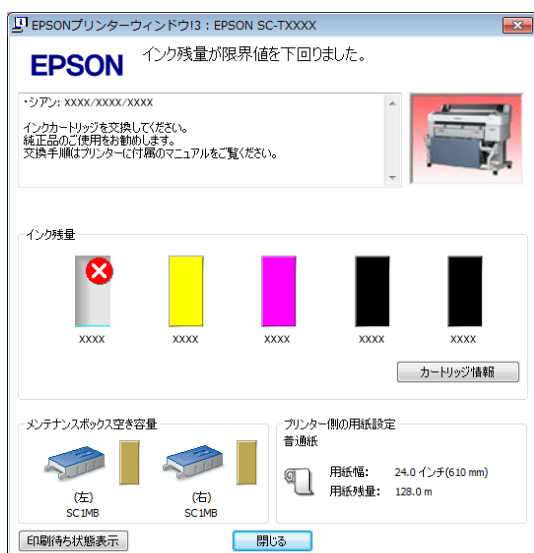 EPSONプリンターウィンドウ!3 : EPSON SC-TXXXX
EPSON
インク残量が限界値を下回りました。
・シアン: XXXX/XXXX/XXXX
インクカートリッジを交換してください。
純正品のご使用をお勧めします。
交換手順はプリンターに付属のマニュアルをご覧ください。
インク残量
XXXX XXXX XXXX XXXX XXXX
カートリッジ情報
メンテナンスボックス空き容量
(左) (右)
SC1MB SC1MB
プリンター側の用紙設定
普通紙
用紙幅: 24.0 インチ(610 mm)
用紙残量: 128.0 m
印刷待ち状態表示
閉じる